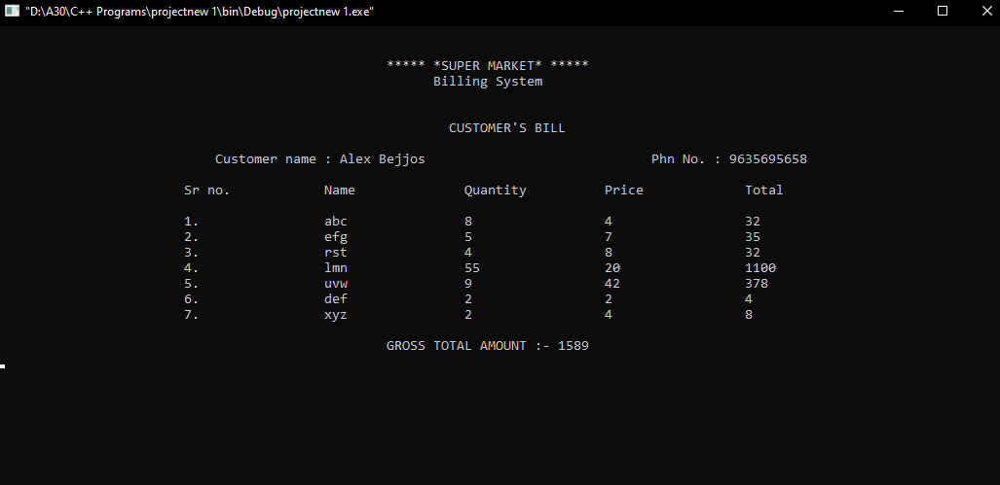 "D:\A30\C++ Programs\projectnew 1\bin\Debug\projectnew 1.exe"
***** *SUPER MARKET* *****
Billing System
CUSTOMER'S BILL
Customer name : Alex Bejjos Phn No. : 9635695658
Sr no. Name Quantity Price Total
1. abc 8 4 32
2. efg 5 7 35
3. rst 4 8 32
4. lmn 55 20 1100
5. uvw 9 42 378
6. def 2 2 4
7. xyz 2 4 8
GROSS TOTAL AMOUNT :- 1589